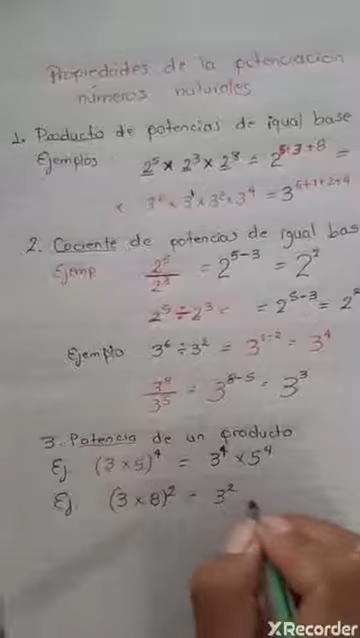 Propiedades de la potenciación
números naturales
1. Producto de potencias de igual base
Ejemplos 2⁵ × 2³ × 2⁸ = 2⁵⁺³⁺⁸ =
3⁶ × 3¹ × 3² × 3⁴ = 3⁶⁺¹⁺²⁺⁴
2. Cociente de potencias de igual bas
Ejemp 2⁵/2³ = 2⁵⁻³ = 2²
2⁵ ÷ 2³ = = 2⁵⁻³ = 2²
Ejemplo 3⁶ ÷ 3² = 3⁶⁻² = 3⁴
3⁸/3⁵ = 3⁸⁻⁵ = 3³
3. Potencia de un producto
Ej (3 × 5)⁴ = 3⁴ × 5⁴
Ej. (3 × 8)² = 3²
XRecorder